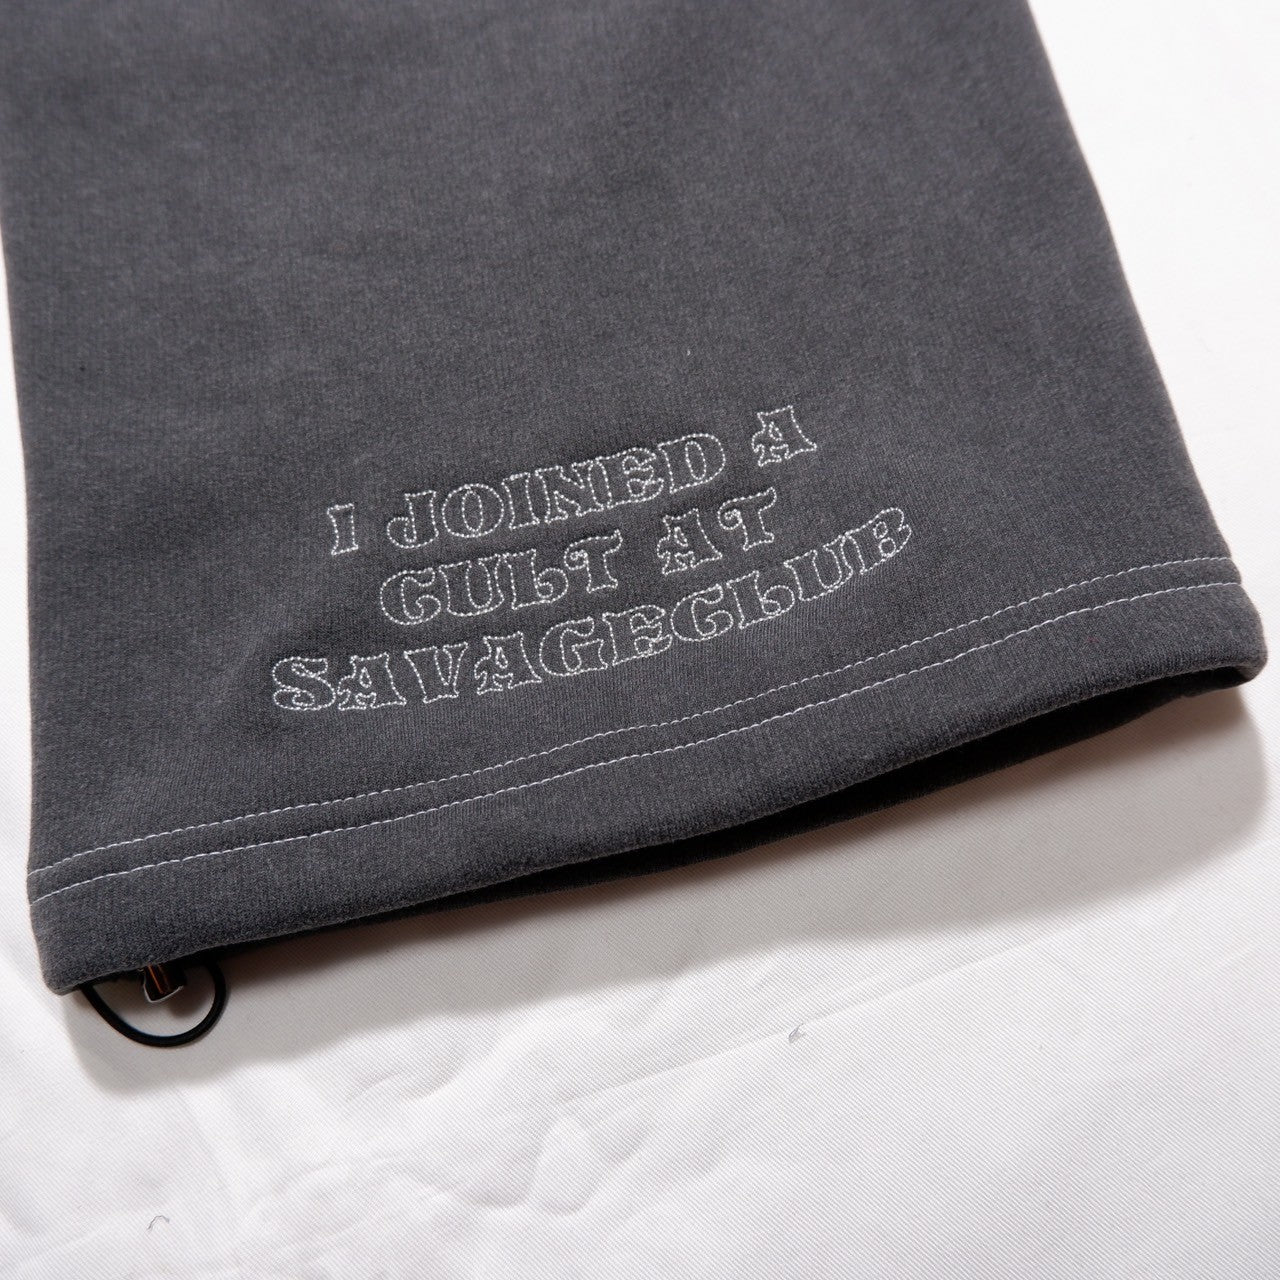 I JOINED A
CULT AT
SAVAGECLUB